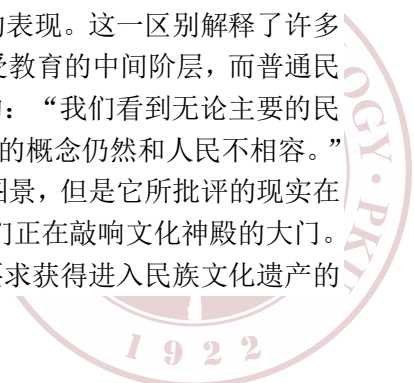 的表现。这一区别解释了许多
受教育的中间阶层，而普通民
：“我们看到无论主要的民
的概念仍然和人民不相容。”
图景，但是它所批评的现实在
们正在敲响文化神殿的大门。
要求获得进入民族文化遗产的
OGY · PK
1922